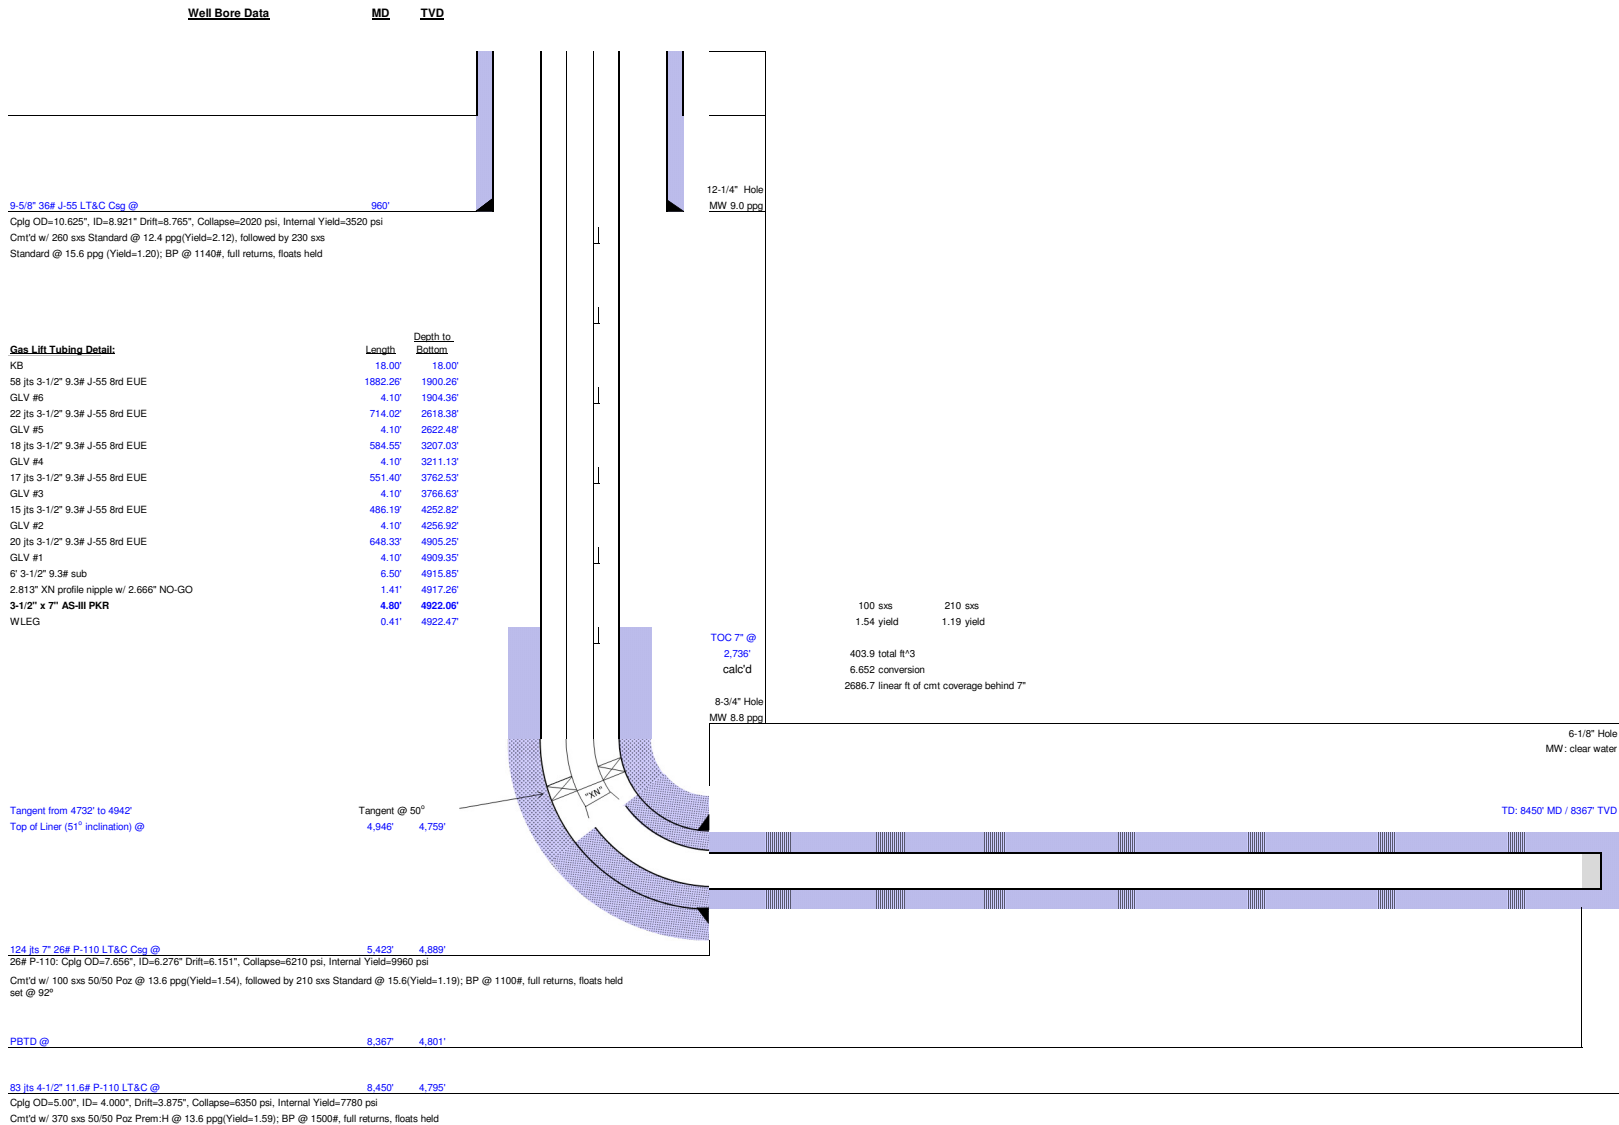 Well Bore Data MD TVD
12-1/4" Hole
9-5/8" 36# J-55 LT&C Csg @ 960' MW 9.0 ppg
Cplg OD=10.625", ID=8.921" Drift=8.765", Collapse=2020 psi, Internal Yield=3520 psi
Cmt'd w/ 260 sxs Standard @ 12.4 ppg(Yield=2.12), followed by 230 sxs
Standard @ 15.6 ppg (Yield=1.20); BP @ 1140#, full returns, floats held
Depth to
Gas Lift Tubing Detail: Length Bottom
KB 18.00' 18.00'
58 jts 3-1/2" 9.3# J-55 8rd EUE 1882.26' 1900.26'
GLV #6 4.10' 1904.36'
22 jts 3-1/2" 9.3# J-55 8rd EUE 714.02' 2618.38'
GLV #5 4.10' 2622.48'
18 jts 3-1/2" 9.3# J-55 8rd EUE 584.55' 3207.03'
GLV #4 4.10' 3211.13'
17 jts 3-1/2" 9.3# J-55 8rd EUE 551.40' 3762.53'
GLV #3 4.10' 3766.63'
15 jts 3-1/2" 9.3# J-55 8rd EUE 486.19' 4252.82'
GLV #2 4.10' 4256.92'
20 jts 3-1/2" 9.3# J-55 8rd EUE 648.33' 4905.25'
GLV #1 4.10' 4909.35'
6' 3-1/2" 9.3# sub 6.50' 4915.85'
2.813" XN profile nipple w/ 2.666" NO-GO 1.41' 4917.26'
3-1/2" x 7" AS-III PKR 4.80' 4922.06' 100 sxs 210 sxs
WLEG 0.41' 4922.47' 1.54 yield 1.19 yield
TOC 7" @
2,736' 403.9 total ft^3
calc'd 6.652 conversion
2686.7 linear ft of cmt coverage behind 7"
8-3/4" Hole
MW 8.8 ppg
6-1/8" Hole
MW: clear water
"XN"
Tangent from 4732' to 4942' Tangent @ 50° TD: 8450' MD / 8367' TVD
Top of Liner (51° inclination) @ 4,946' 4,759'
124 jts 7" 26# P-110 LT&C Csg @ 5,423' 4,889'
26# P-110: Cplg OD=7.656", ID=6.276" Drift=6.151", Collapse=6210 psi, Internal Yield=9960 psi
Cmt'd w/ 100 sxs 50/50 Poz @ 13.6 ppg(Yield=1.54), followed by 210 sxs Standard @ 15.6(Yield=1.19); BP @ 1100#, full returns, floats held
set @ 92º
PBTD @ 8,367' 4,801'
83 jts 4-1/2" 11.6# P-110 LT&C @ 8,450' 4,795'
Cplg OD=5.00", ID= 4.000", Drift=3.875", Collapse=6350 psi, Internal Yield=7780 psi
Cmt'd w/ 370 sxs 50/50 Poz Prem:H @ 13.6 ppg(Yield=1.59); BP @ 1500#, full returns, floats held